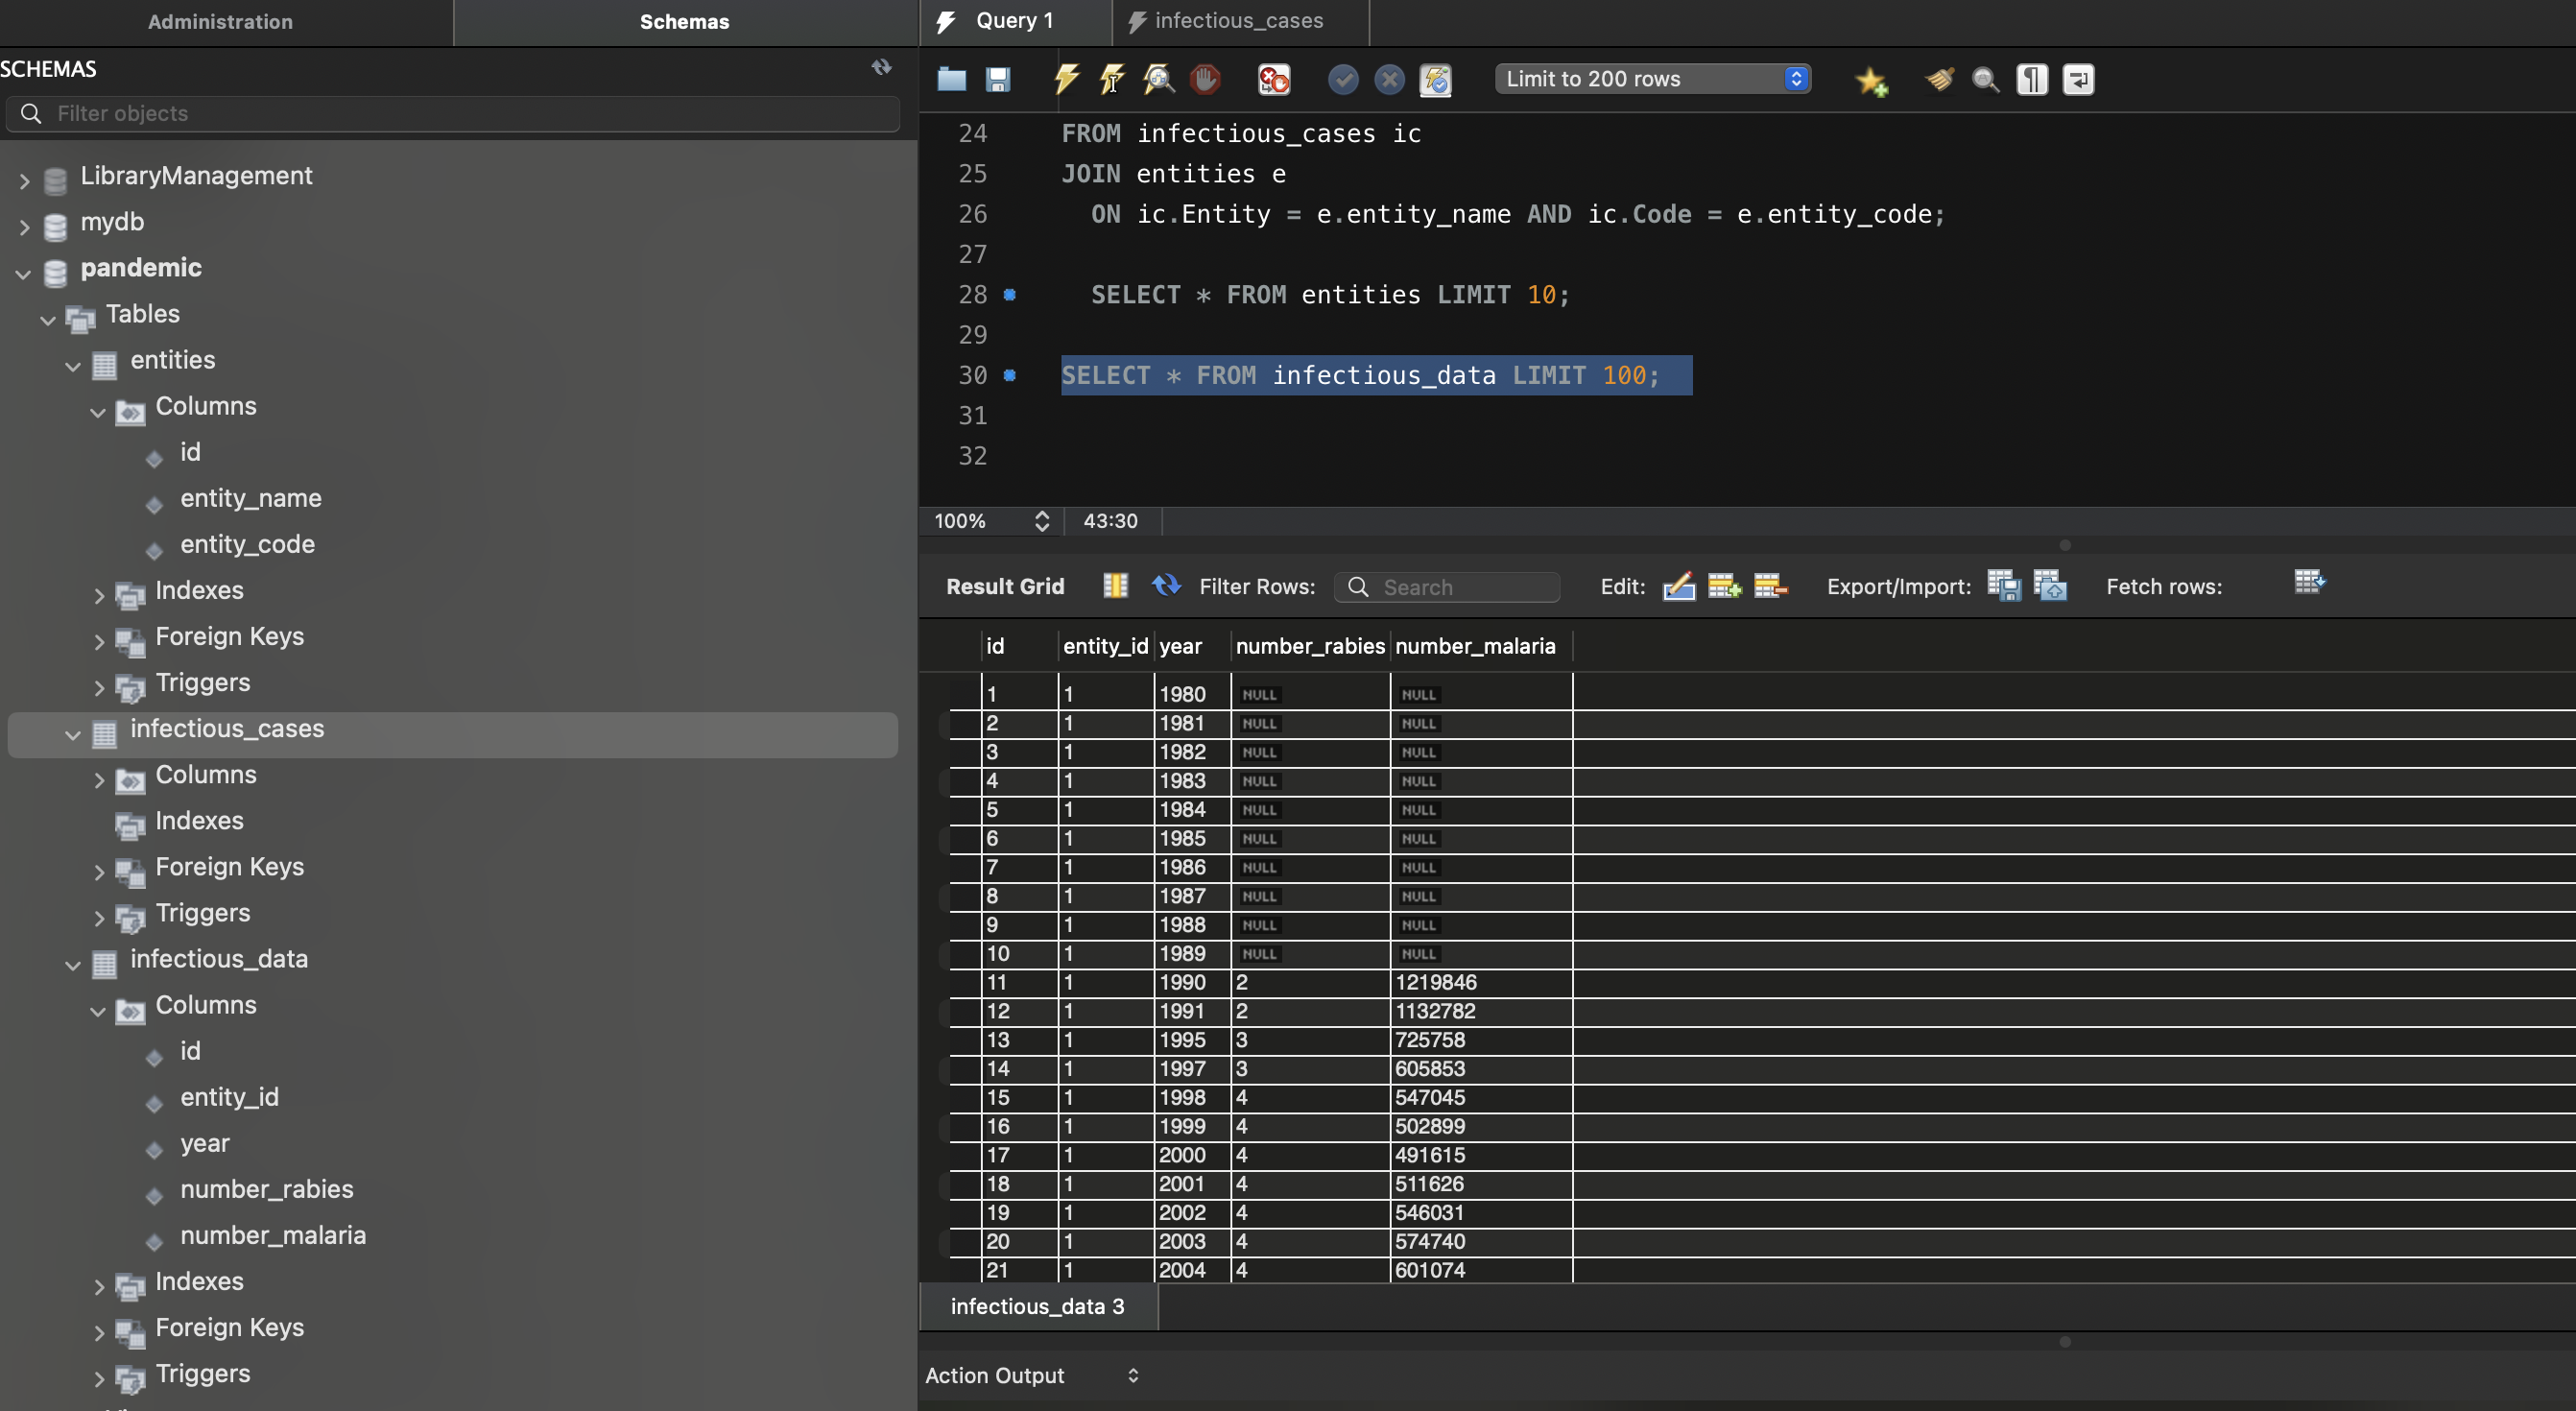 Administration
Schemas
SCHEMAS
Filter objects
LibraryManagement
mydb
pandemic
Tables
entities
Columns
id
entity_name
entity_code
Indexes
Foreign Keys
Triggers
infectious_cases
Columns
Indexes
Foreign Keys
Triggers
infectious_data
Columns
id
entity_id
year
number_rabies
number_malaria
Indexes
Foreign Keys
Triggers
Query 1
infectious_cases
Limit to 200 rows
24 FROM infectious_cases ic
25 JOIN entities e
26 ON ic.Entity = e.entity_name AND ic.Code = e.entity_code;
27
28 SELECT * FROM entities LIMIT 10;
29
30 SELECT * FROM infectious_data LIMIT 100;
31
32
100% 43:30
Result Grid Filter Rows: Search Edit: Export/Import: Fetch rows:
id entity_id year number_rabies number_malaria
1 1 1980 NULL NULL
2 1 1981 NULL NULL
3 1 1982 NULL NULL
4 1 1983 NULL NULL
5 1 1984 NULL NULL
6 1 1985 NULL NULL
7 1 1986 NULL NULL
8 1 1987 NULL NULL
9 1 1988 NULL NULL
10 1 1989 NULL NULL
11 1 1990 2 1219846
12 1 1991 2 1132782
13 1 1995 3 725758
14 1 1997 3 605853
15 1 1998 4 547045
16 1 1999 4 502899
17 1 2000 4 491615
18 1 2001 4 511626
19 1 2002 4 546031
20 1 2003 4 574740
21 1 2004 4 601074
infectious_data 3
Action Output